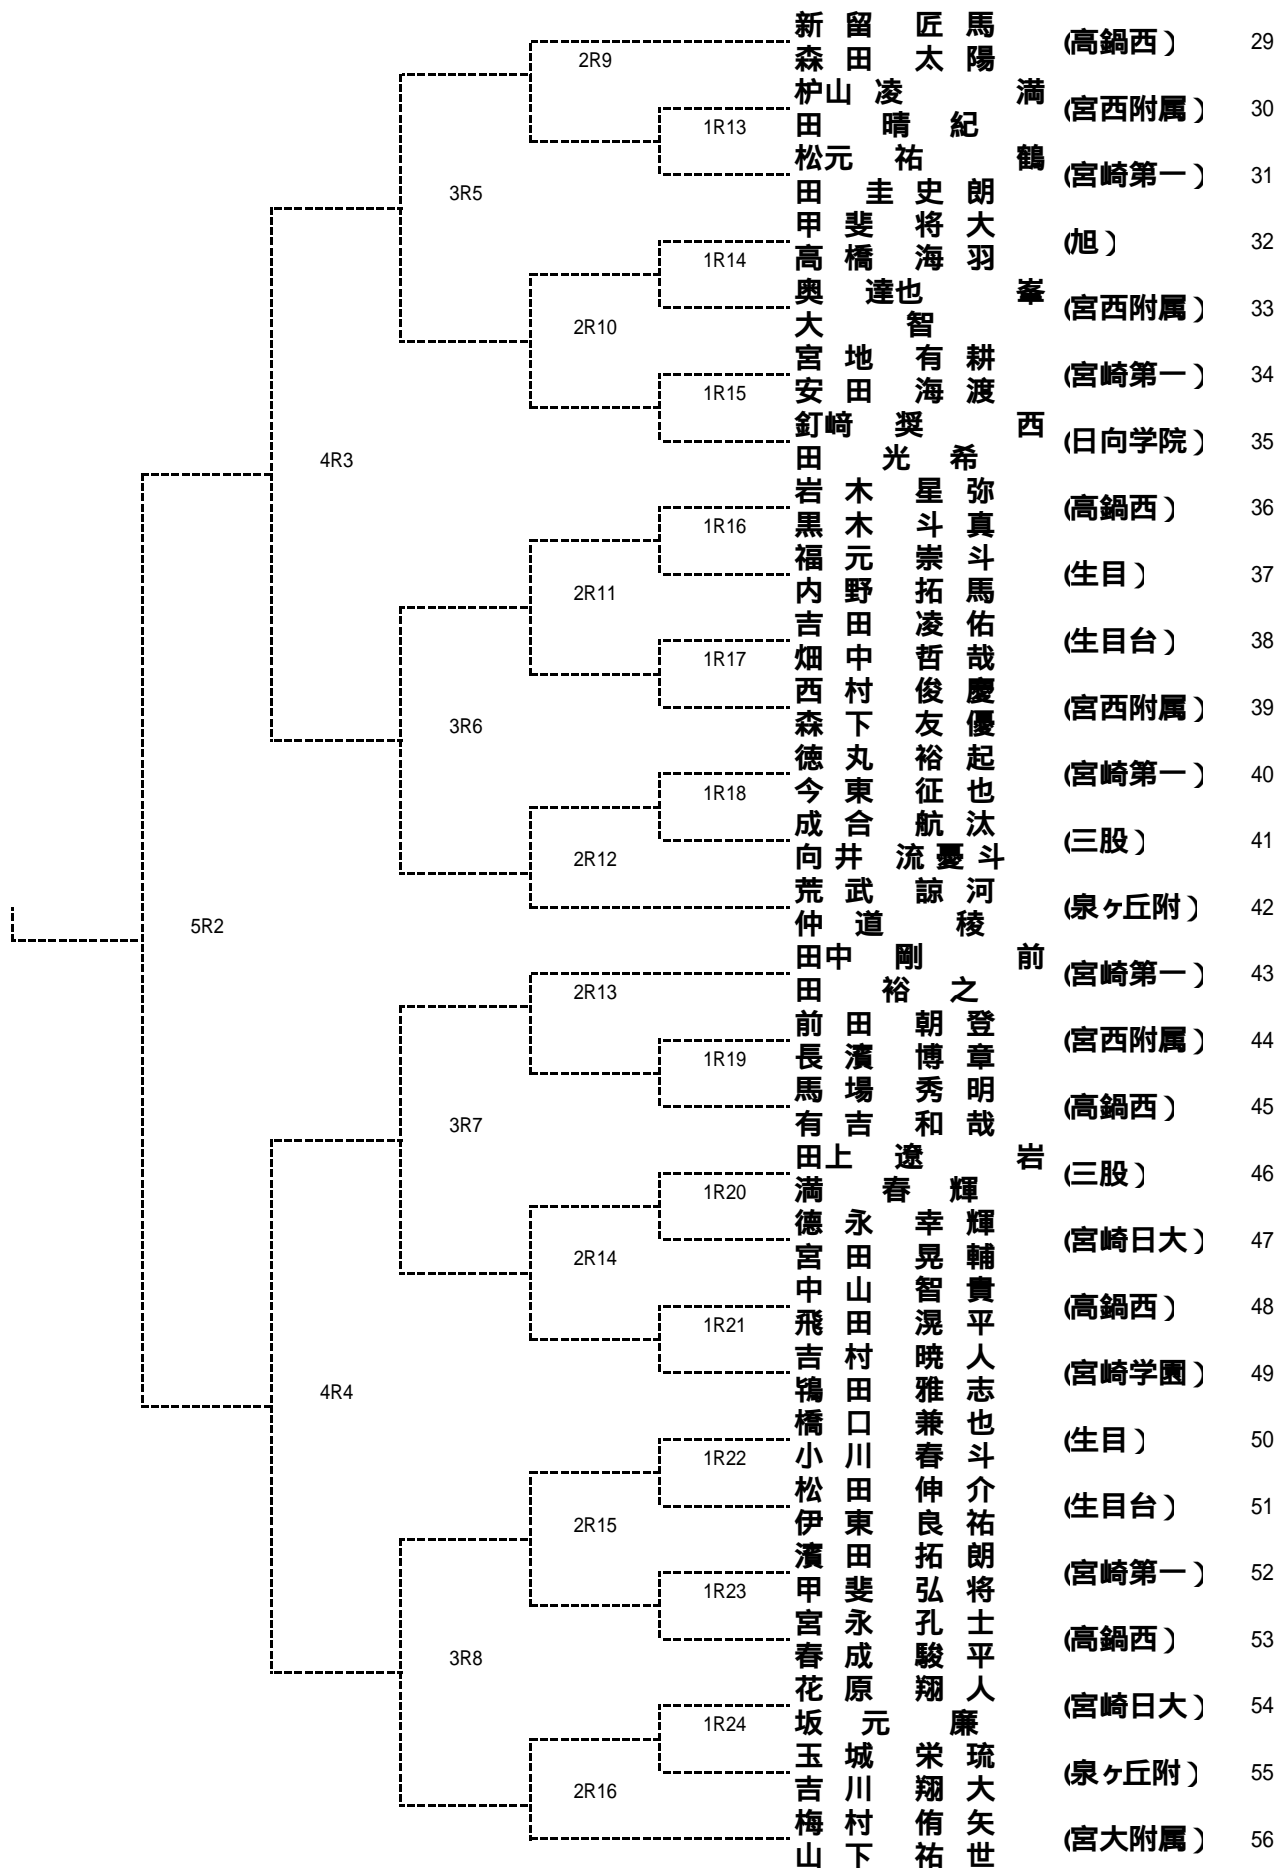 新留 匠馬
(高鍋西) 29
2R9
森田 太陽
枦山 凌 満
(宮西附属) 30
1R13
田 晴紀
松元 祐 鶴
(宮崎第一) 31
3R5
田 圭史朗
甲斐 将大
(旭) 32
1R14
高橋 海羽
奥 達也 峯
(宮西附属) 33
2R10
大 智
宮地 有耕
(宮崎第一) 34
1R15
安田 海渡
釘﨑 奨 西
(日向学院) 35
4R3
田 光希
岩木 星弥
(高鍋西) 36
1R16
黒木 斗真
福元 崇斗
(生目) 37
2R11
内野 拓馬
吉田 凌佑
(生目台) 38
1R17
畑中 哲哉
西村 俊慶
(宮西附属) 39
3R6
森下 友優
徳丸 裕起
(宮崎第一) 40
1R18
今東 征也
成合 航汰
(三股) 41
2R12
向井 流憂斗
荒武 諒河
(泉ヶ丘附) 42
5R2
仲道 稜
田中 剛 前
(宮崎第一) 43
2R13
田 裕之
前田 朝登
(宮西附属) 44
1R19
長濱 博章
馬場 秀明
(高鍋西) 45
3R7
有吉 和哉
田上 遼 岩
(三股) 46
1R20
満 春輝
德永 幸輝
(宮崎日大) 47
2R14
宮田 晃輔
中山 智貴
(高鍋西) 48
1R21
飛田 滉平
吉村 暁人
(宮崎学園) 49
4R4
鴇田 雅志
橋口 兼也
(生目) 50
1R22
小川 春斗
松田 伸介
(生目台) 51
2R15
伊東 良祐
濱田 拓朗
(宮崎第一) 52
1R23
甲斐 弘将
宮永 孔士
(高鍋西) 53
3R8
春成 駿平
花原 翔人
(宮崎日大) 54
1R24
坂元 廉
玉城 栄琉
(泉ヶ丘附) 55
2R16
吉川 翔大
梅村 侑矢
(宮大附属) 56
山下 祐世